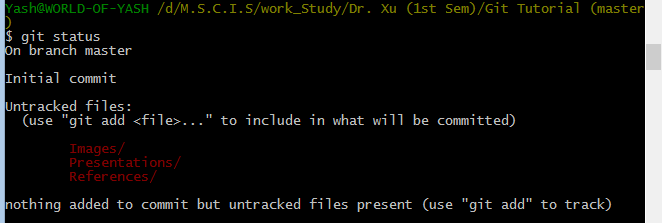 Yash@WORLD-OF-YASH /d/M.S.C.I.S/work_Study/Dr. Xu (1st Sem)/Git Tutorial (master
)
$ git status
On branch master
Initial commit
Untracked files:
(use "git add <file>..." to include in what will be committed)
Images/
Presentations/
References/
nothing added to commit but untracked files present (use "git add" to track)